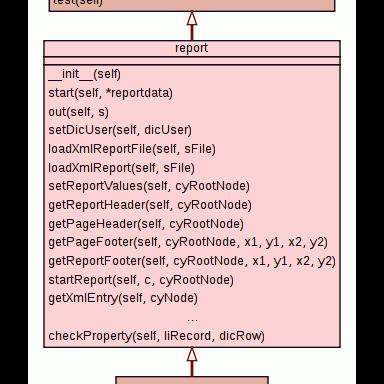 test(self)
report
__init__(self)
start(self, *reportdata)
out(self, s)
setDicUser(self, dicUser)
loadXmlReportFile(self, sFile)
loadXmlReport(self, sFile)
setReportValues(self, cyRootNode)
getReportHeader(self, cyRootNode)
getPageHeader(self, cyRootNode)
getPageFooter(self, cyRootNode, x1, y1, x2, y2)
getReportFooter(self, cyRootNode, x1, y1, x2, y2)
startReport(self, c, cyRootNode)
getXmlEntry(self, cyNode)
...
checkProperty(self, liRecord, dicRow)